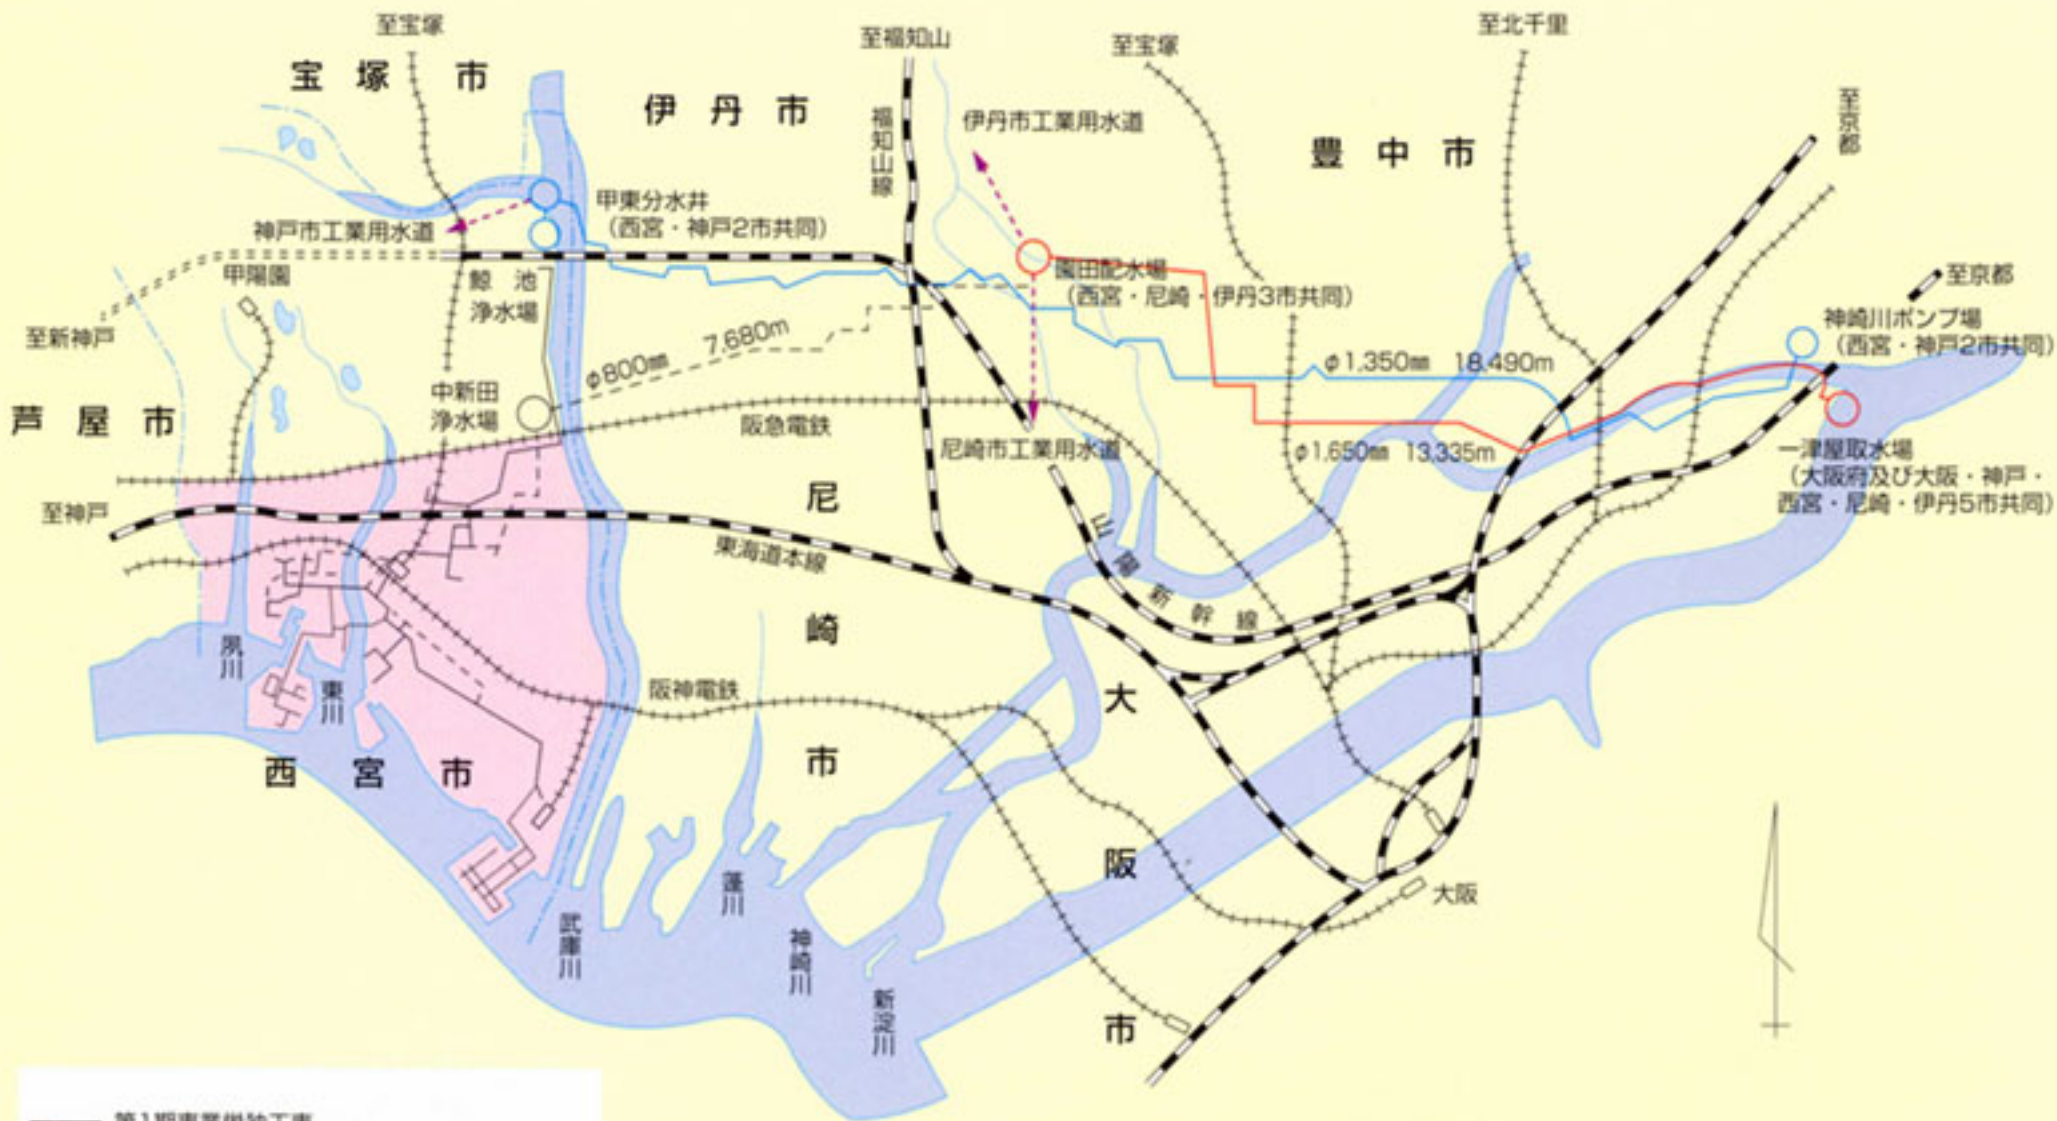 至宝塚
至福知山
至宝塚
至北千里
宝塚市
伊丹市
福知山線
伊丹市工業用水道
豊中市
至京都
甲東分水井
(西宮・神戸2市共同)
神戸市工業用水道
甲陽園
鯨池
浄水場
園田配水場
(西宮・尼崎・伊丹3市共同)
至京都
至新神戸
神崎川ポンプ場
(西宮・神戸2市共同)
φ800㎜ 7,680m
φ1,350㎜ 18,490m
中新田
浄水場
芦屋市
阪急電鉄
尼崎市工業用水道
φ1,650㎜ 13,335m
一津屋取水場
(大阪府及び大阪・神戸・
西宮・尼崎・伊丹5市共同)
至神戸
尼崎市
東海道本線
山陽新幹線
夙川
東川
阪神電鉄
大阪市
西宮市
蓬川
大阪
武庫川
神崎川
新淀川